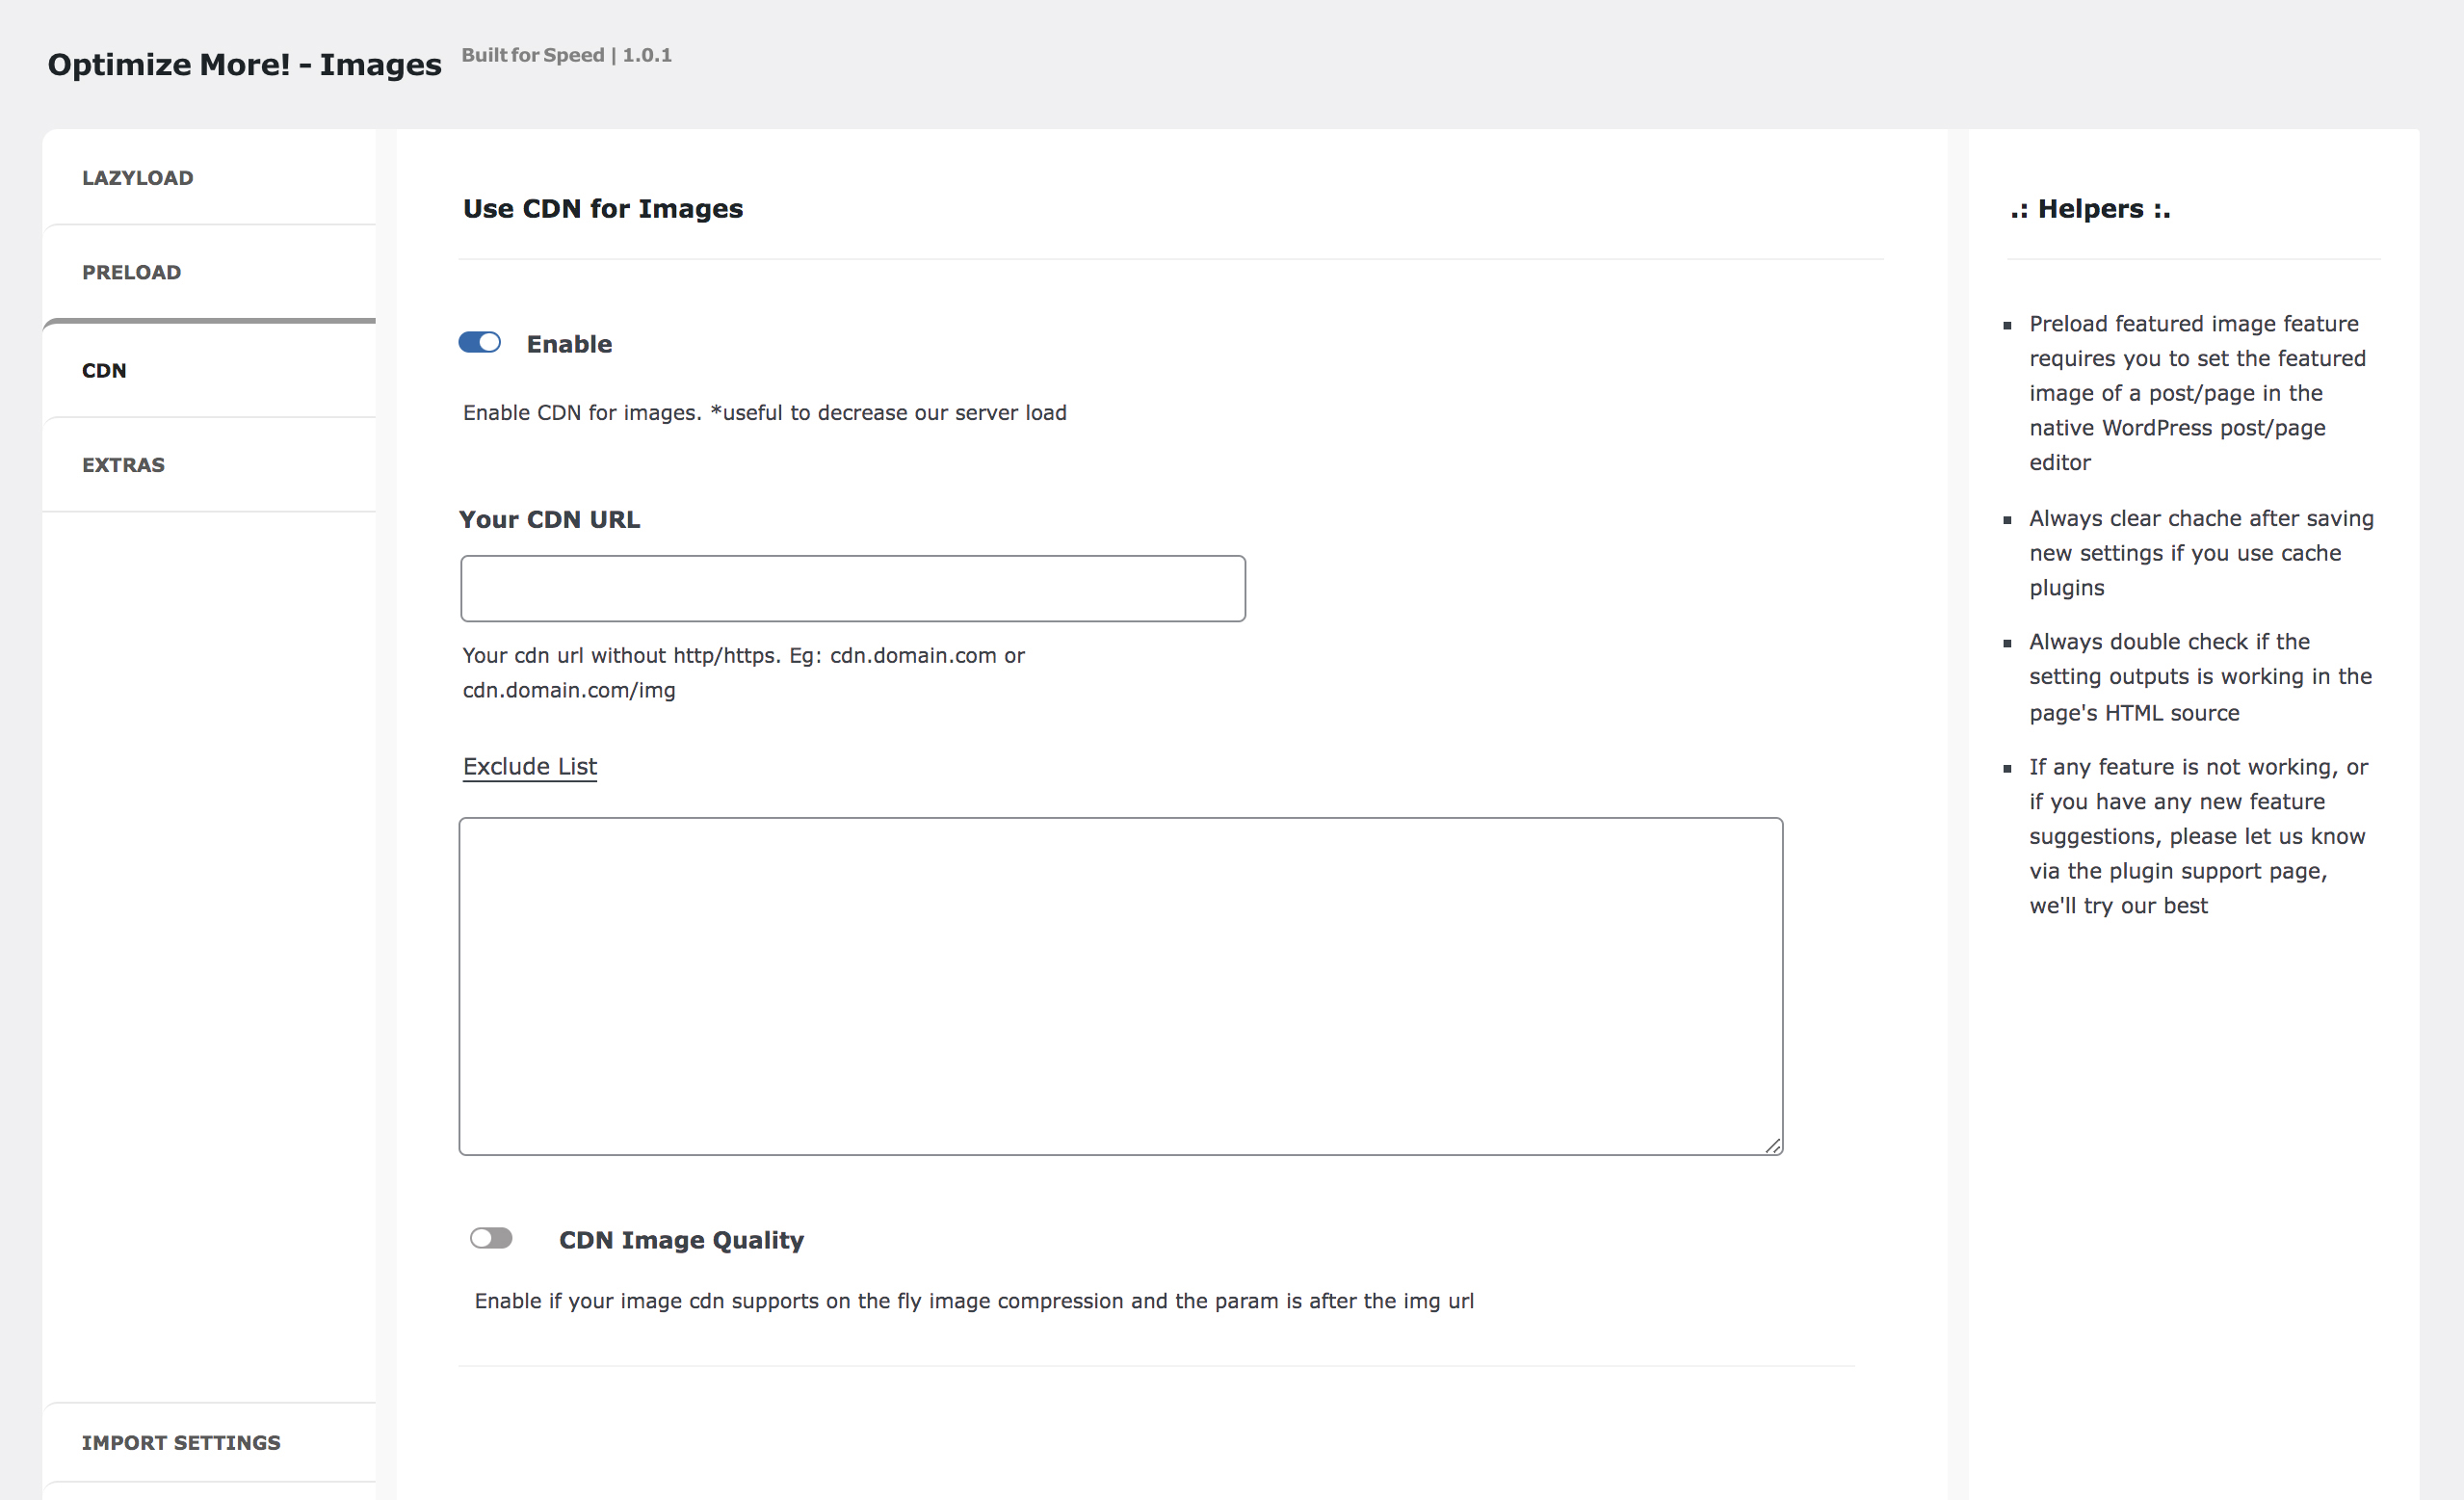 Optimize More! - Images
Built for Speed | 1.0.1
LAZYLOAD
PRELOAD
CDN
EXTRAS
IMPORT SETTINGS
Use CDN for Images
Enable
Enable CDN for images. *useful to decrease our server load
Your CDN URL
Your cdn url without http/https. Eg: cdn.domain.com or
cdn.domain.com/img
Exclude List
CDN Image Quality
Enable if your image cdn supports on the fly image compression and the param is after the img url
.: Helpers :.
Preload featured image feature
requires you to set the featured
image of a post/page in the
native WordPress post/page
editor
Always clear chache after saving
new settings if you use cache
plugins
Always double check if the
setting outputs is working in the
page's HTML source
If any feature is not working, or
if you have any new feature
suggestions, please let us know
via the plugin support page,
we'll try our best